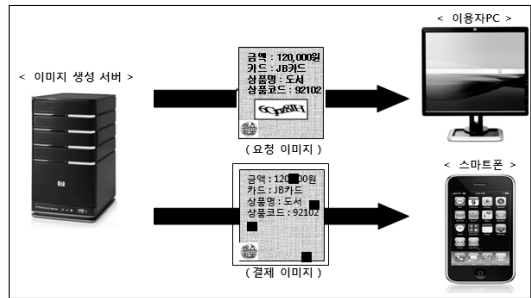 < 이용자PC >
< 이미지 생성 서버 >
금액 : 120,000원
카드 : JB카드
상품명 : 도서
상품코드 : 92102
(요청 이미지)
< 스마트폰 >
금액 : 120 00원
카드 : JB카드
상품명 : 도서
상품코드 : 92102
(결제 이미지)